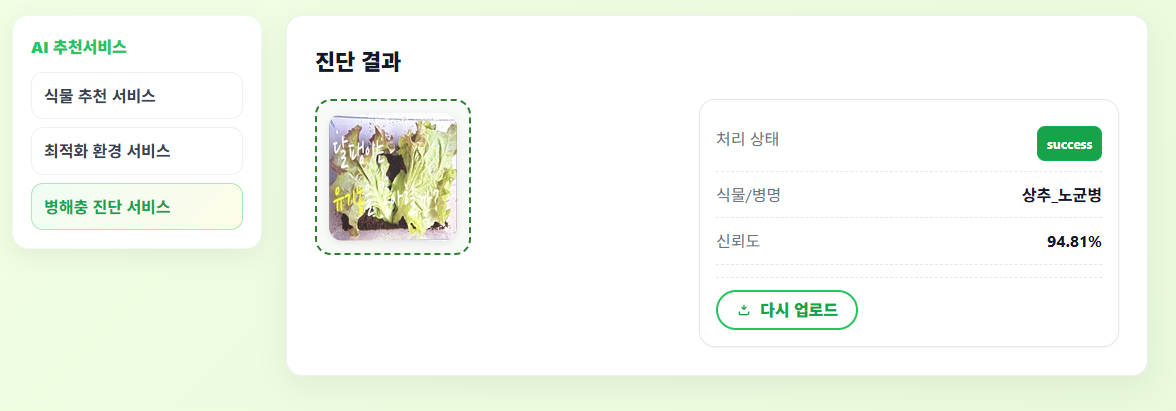 AI 추천서비스
식물 추천 서비스
최적화 환경 서비스
병해충 진단 서비스
진단 결과
처리 상태
success
식물/병명
상추_노균병
신뢰도
94.81%
다시 업로드